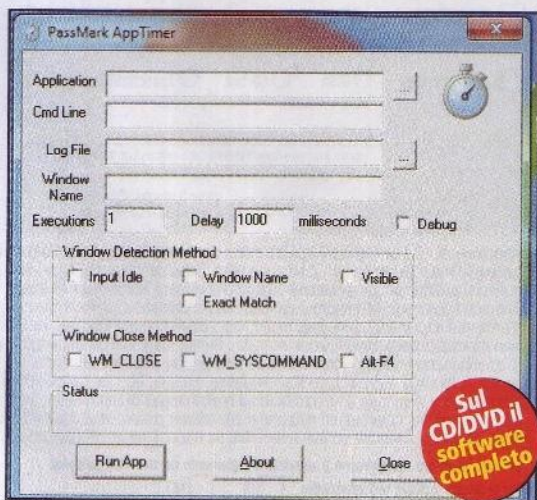 PassMark AppTimer
Application
...
Cmd Line
Log File
...
Window
Name
Executions 1 Delay 1000 milliseconds Debug
Window Detection Method
Input Idle Window Name Visible
Exact Match
Window Close Method
WM_CLOSE WM_SYSCOMMAND Alt-F4
Status
Run App About Close
Sul
CD/DVD il
software
completo